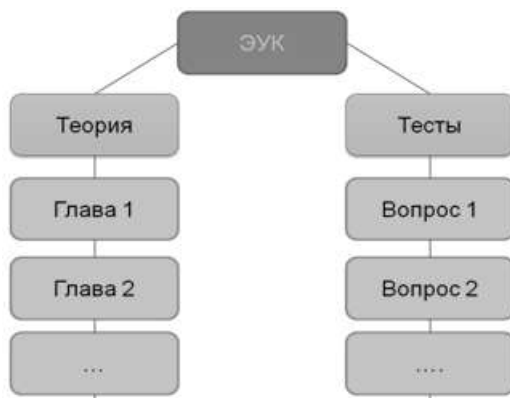 ЭУК
Теория
Тесты
Глава 1
Вопрос 1
Глава 2
Вопрос 2
...
....